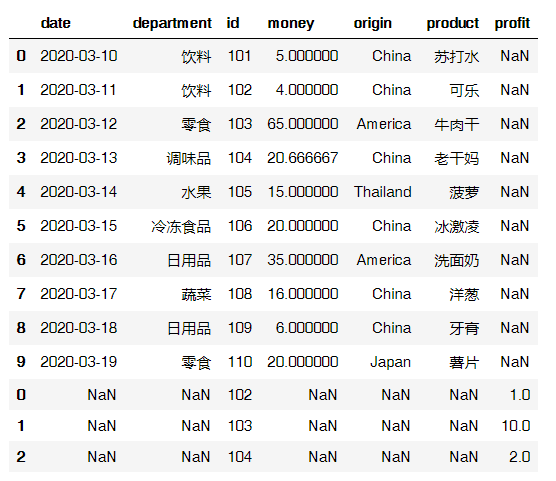 date department id money origin product profit
0 2020-03-10 饮料 101 5.000000 China 苏打水 NaN
1 2020-03-11 饮料 102 4.000000 China 可乐 NaN
2 2020-03-12 零食 103 65.000000 America 牛肉干 NaN
3 2020-03-13 调味品 104 20.666667 China 老干妈 NaN
4 2020-03-14 水果 105 15.000000 Thailand 菠萝 NaN
5 2020-03-15 冷冻食品 106 20.000000 China 冰激凌 NaN
6 2020-03-16 日用品 107 35.000000 America 洗面奶 NaN
7 2020-03-17 蔬菜 108 16.000000 China 洋葱 NaN
8 2020-03-18 日用品 109 6.000000 China 牙膏 NaN
9 2020-03-19 零食 110 20.000000 Japan 薯片 NaN
0 NaN NaN 102 NaN NaN NaN 1.0
1 NaN NaN 103 NaN NaN NaN 10.0
2 NaN NaN 104 NaN NaN NaN 2.0